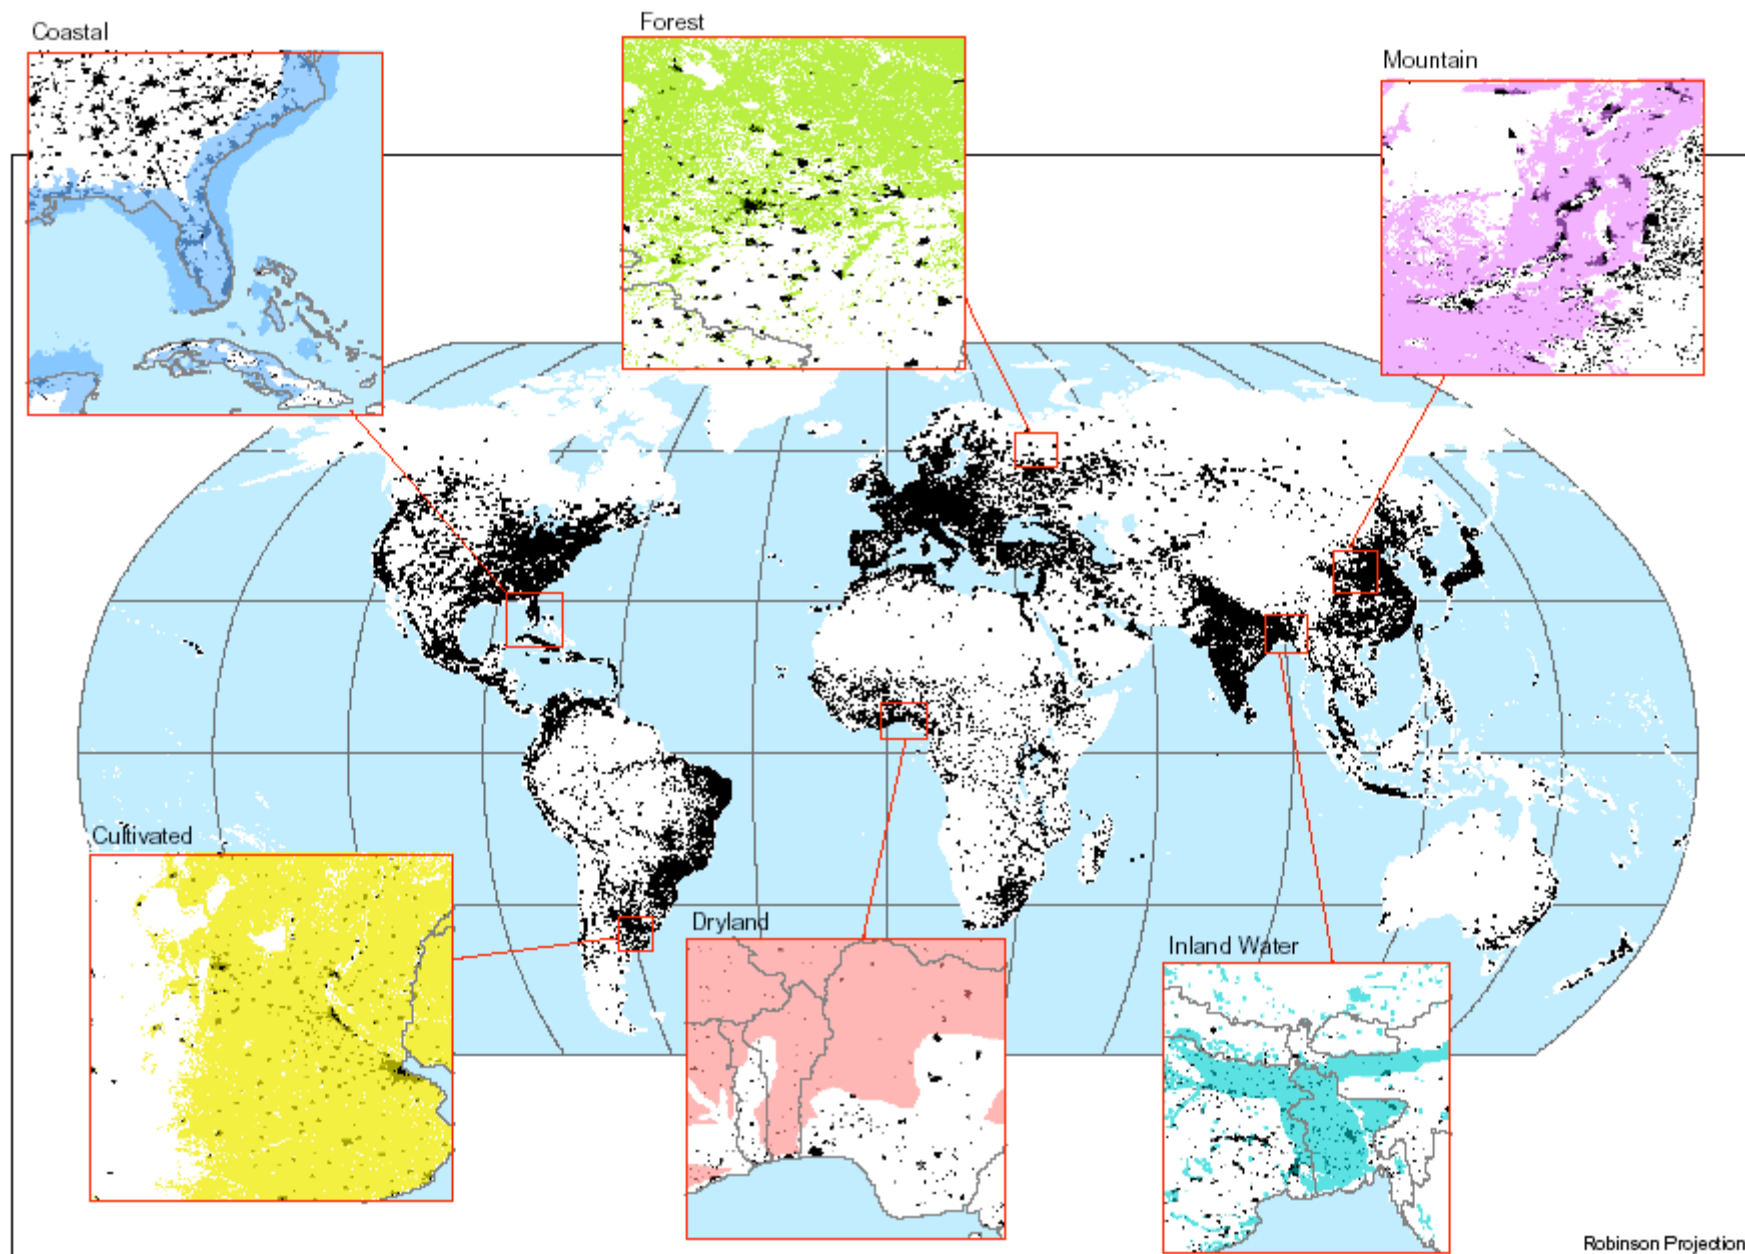 Coastal
Forest
Mountain
Cultivated
Dryland
Inland Water
Robinson Projection